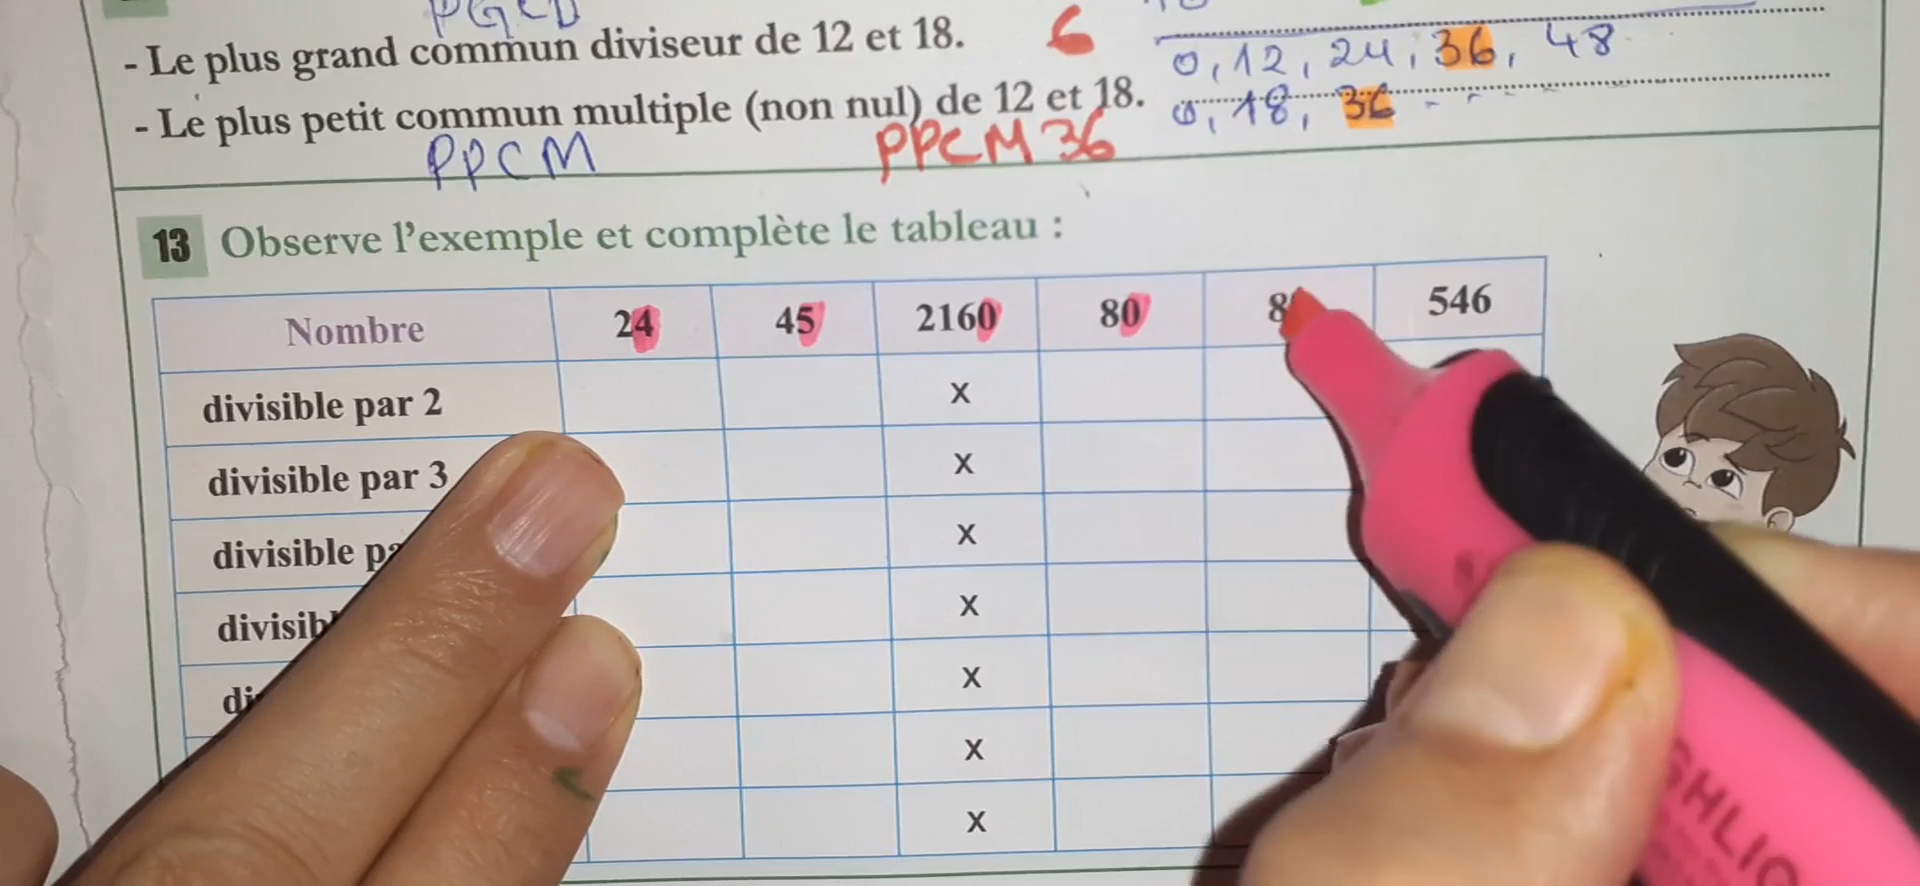 PGCD
- Le plus grand commun diviseur de 12 et 18. 6
0, 12, 24, 36, 48
- Le plus petit commun multiple (non nul) de 12 et 18.
0, 18, 36
PPCM PPCM 36
13 Observe l'exemple et complète le tableau :
Nombre 24 45 2160 80 546
divisible par 2 x
divisible par 3 x
divisible x
x
x
x
x